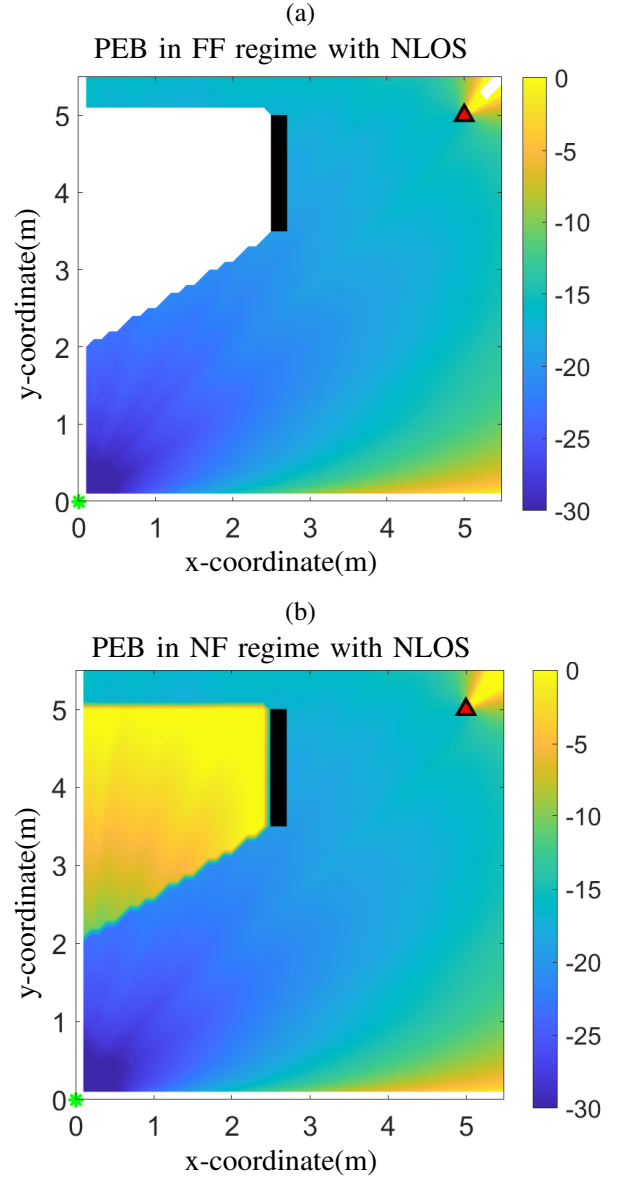 (a)
PEB in FF regime with NLOS
0
5
-5
4
-10
3
-15
2
-20
1
-25
0
-30
0 1 2 3 4 5
y-coordinate(m)
x-coordinate(m)
(b)
PEB in NF regime with NLOS
0
5
-5
4
-10
3
-15
2
-20
1
-25
0
-30
0 1 2 3 4 5
y-coordinate(m)
x-coordinate(m)